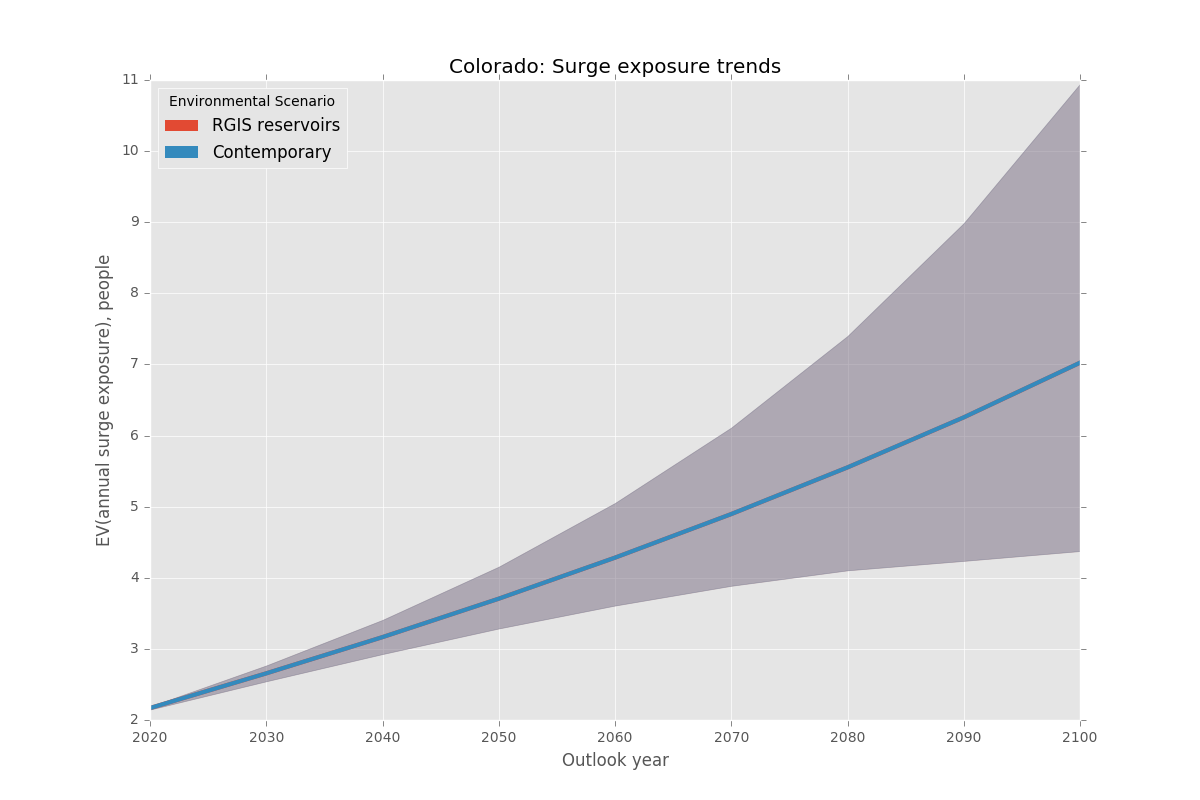 Colorado: Surge exposure trends
Environmental Scenario
RGIS reservoirs
Contemporary
EV(annual surge exposure), people
11
10
9
8
7
6
5
4
3
2
2020 2030 2040 2050 2060 2070 2080 2090 2100
Outlook year